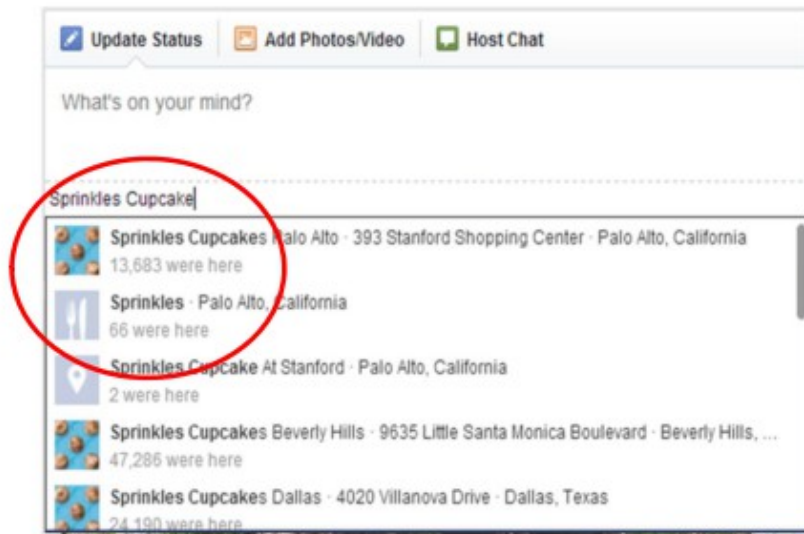 Update Status Add Photos/Video Host Chat
What's on your mind?
Sprinkles Cupcake
Sprinkles Cupcakes Palo Alto · 393 Stanford Shopping Center · Palo Alto, California
13,683 were here
Sprinkles · Palo Alto, California
66 were here
Sprinkles Cupcake At Stanford · Palo Alto, California
2 were here
Sprinkles Cupcakes Beverly Hills · 9635 Little Santa Monica Boulevard · Beverly Hills, ...
47,286 were here
Sprinkles Cupcakes Dallas · 4020 Villanova Drive · Dallas, Texas
24,190 were here